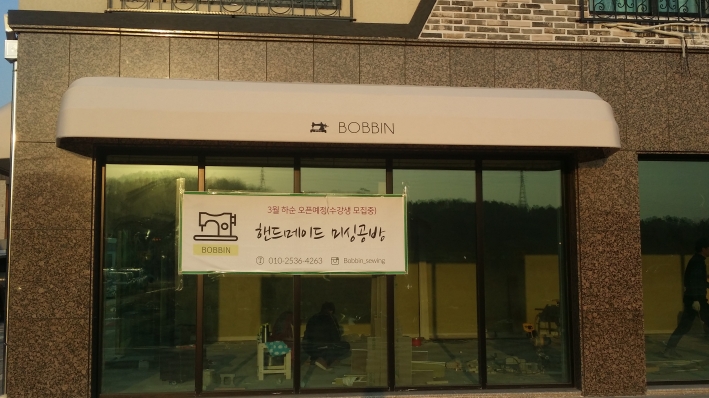 BOBBIN
3월 하순 오픈예정(수강생 모집중)
핸드메이드 미싱공방
BOBBIN
010-2536-4263 Bobbin_sewing